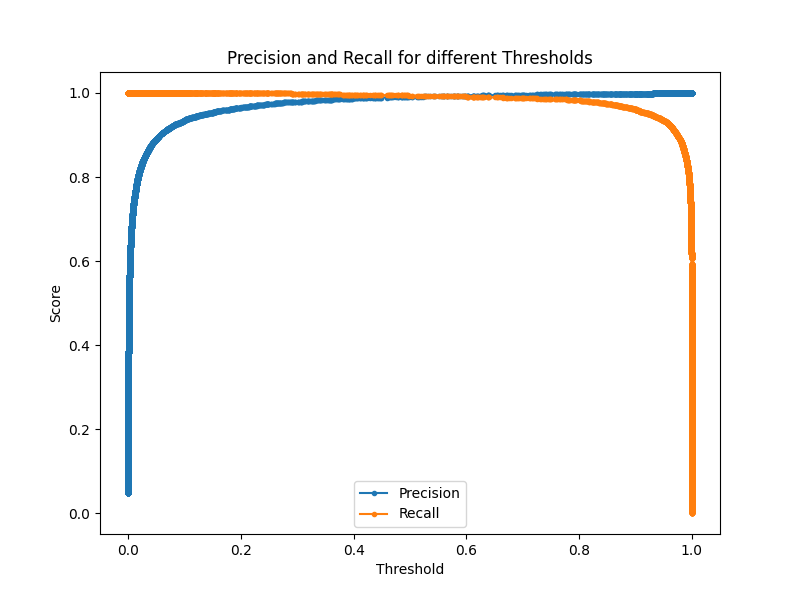 Precision and Recall for different Thresholds
1.0
0.8
0.6
0.4
0.2
0.0
Score
Precision
Recall
0.0 0.2 0.4 0.6 0.8 1.0
Threshold